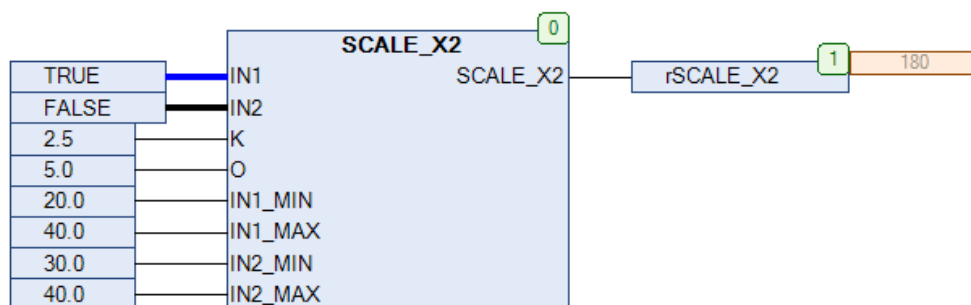 0
SCALE_X2
1
180
TRUE IN1 SCALE_X2 rSCALE_X2
FALSE IN2
2.5 K
5.0 O
20.0 IN1_MIN
40.0 IN1_MAX
30.0 IN2_MIN
40.0 IN2_MAX